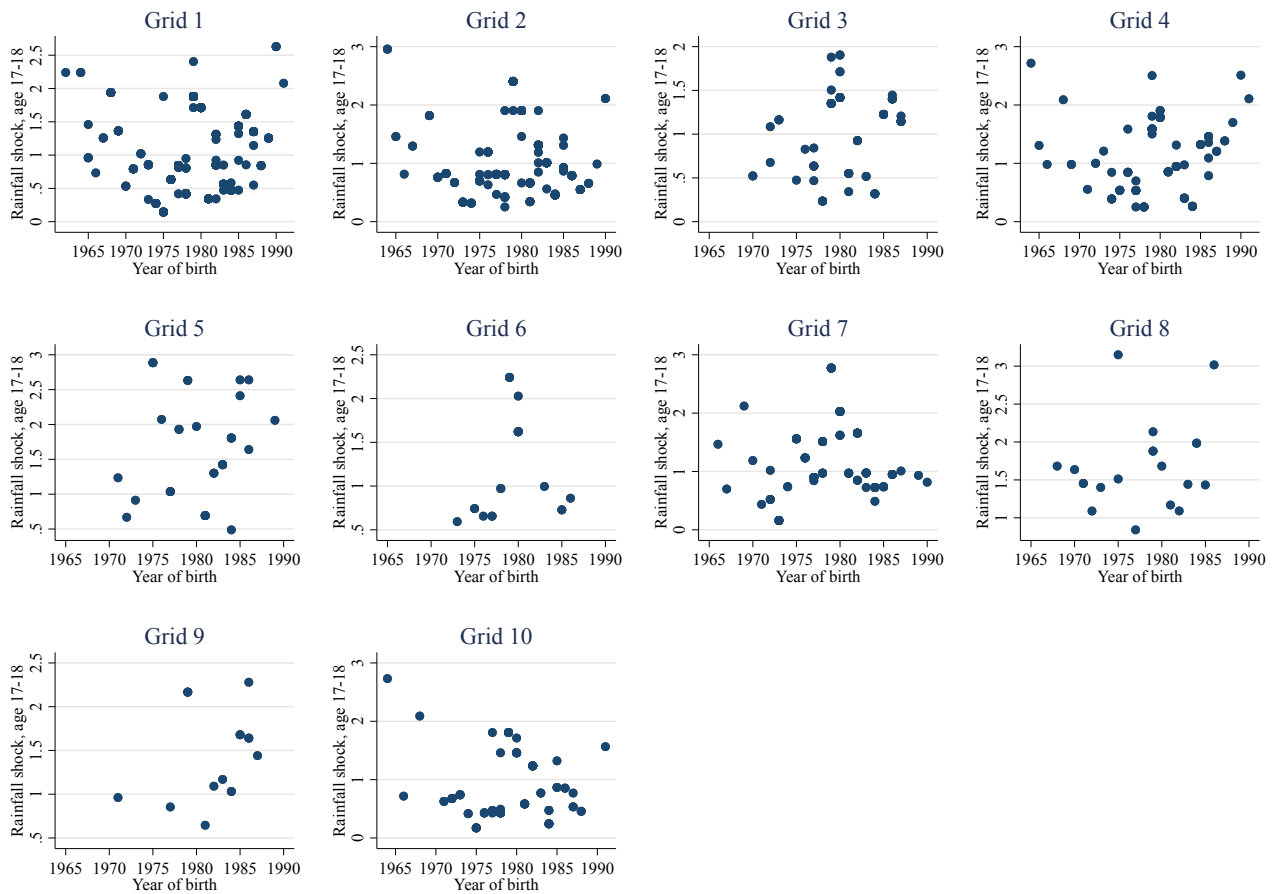 Grid 1
Rainfall shock, age 17-18
0 .5 1 1.5 2 2.5
1965 1970 1975 1980 1985 1990
Year of birth
Grid 2
Rainfall shock, age 17-18
0 1 2 3
1965 1970 1975 1980 1985 1990
Year of birth
Grid 3
Rainfall shock, age 17-18
0 .5 1 1.5 2
1965 1970 1975 1980 1985 1990
Year of birth
Grid 4
Rainfall shock, age 17-18
0 1 2 3
1965 1970 1975 1980 1985 1990
Year of birth
Grid 5
Rainfall shock, age 17-18
.5 1 1.5 2 2.5 3
1965 1970 1975 1980 1985 1990
Year of birth
Grid 6
Rainfall shock, age 17-18
.5 1 1.5 2 2.5
1965 1970 1975 1980 1985 1990
Year of birth
Grid 7
Rainfall shock, age 17-18
0 1 2 3
1965 1970 1975 1980 1985 1990
Year of birth
Grid 8
Rainfall shock, age 17-18
1 1.5 2 2.5 3
1965 1970 1975 1980 1985 1990
Year of birth
Grid 9
Rainfall shock, age 17-18
.5 1 1.5 2 2.5
1965 1970 1975 1980 1985 1990
Year of birth
Grid 10
Rainfall shock, age 17-18
0 1 2 3
1965 1970 1975 1980 1985 1990
Year of birth